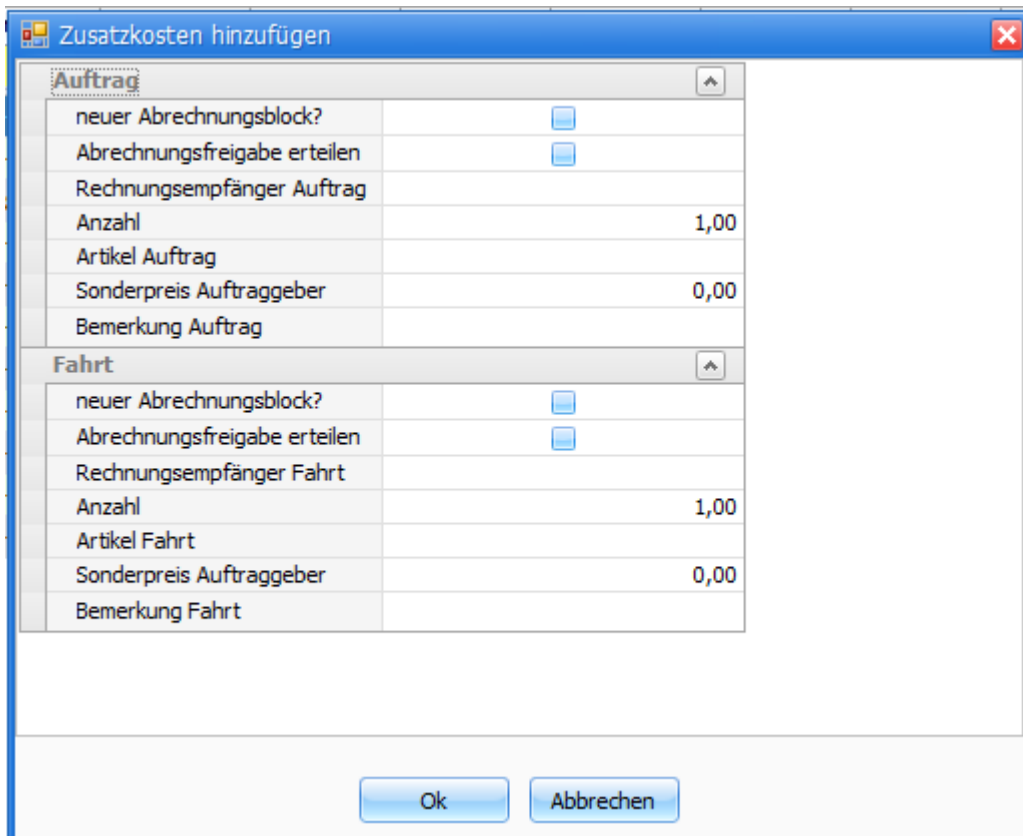 Zusatzkosten hinzufügen
Auftrag
neuer Abrechnungsblock?
Abrechnungsfreigabe erteilen
Rechnungsempfänger Auftrag
Anzahl 1,00
Artikel Auftrag
Sonderpreis Auftraggeber 0,00
Bemerkung Auftrag
Fahrt
neuer Abrechnungsblock?
Abrechnungsfreigabe erteilen
Rechnungsempfänger Fahrt
Anzahl 1,00
Artikel Fahrt
Sonderpreis Auftraggeber 0,00
Bemerkung Fahrt
Ok Abbrechen